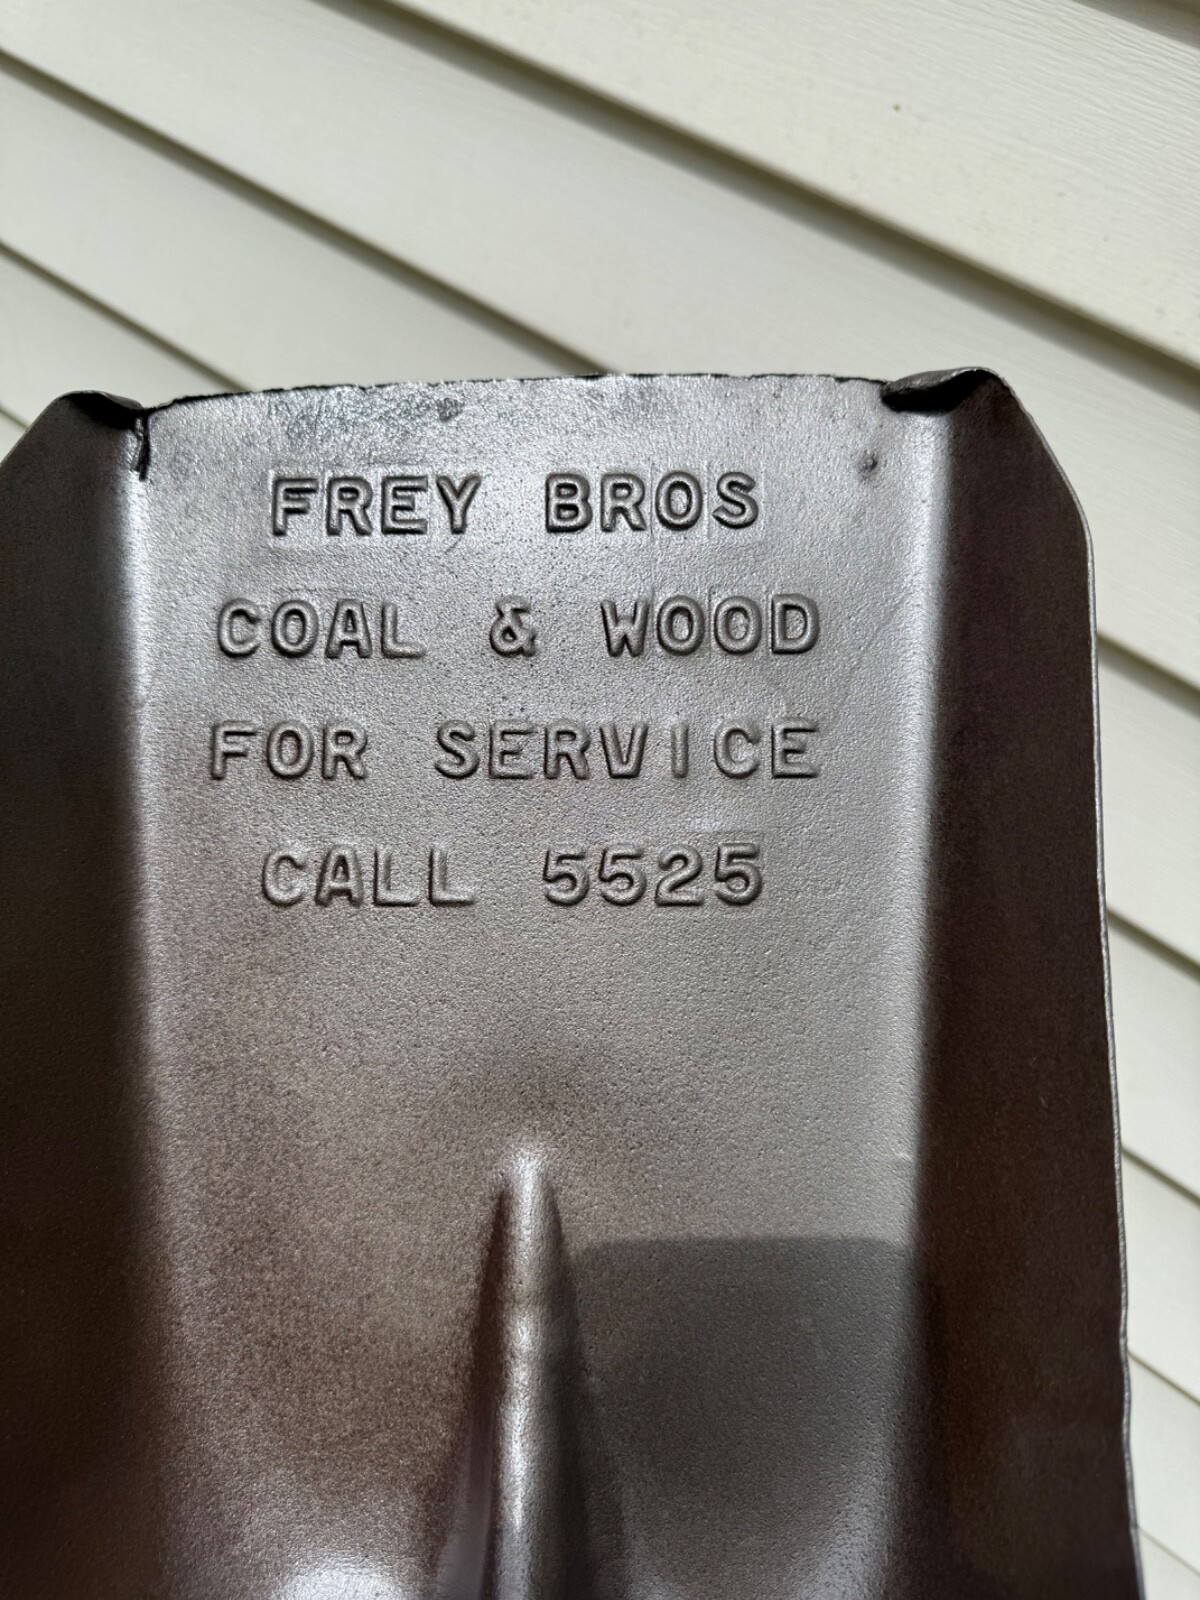 FREY BROS
COAL & WOOD
FOR SERVICE
CALL 5525